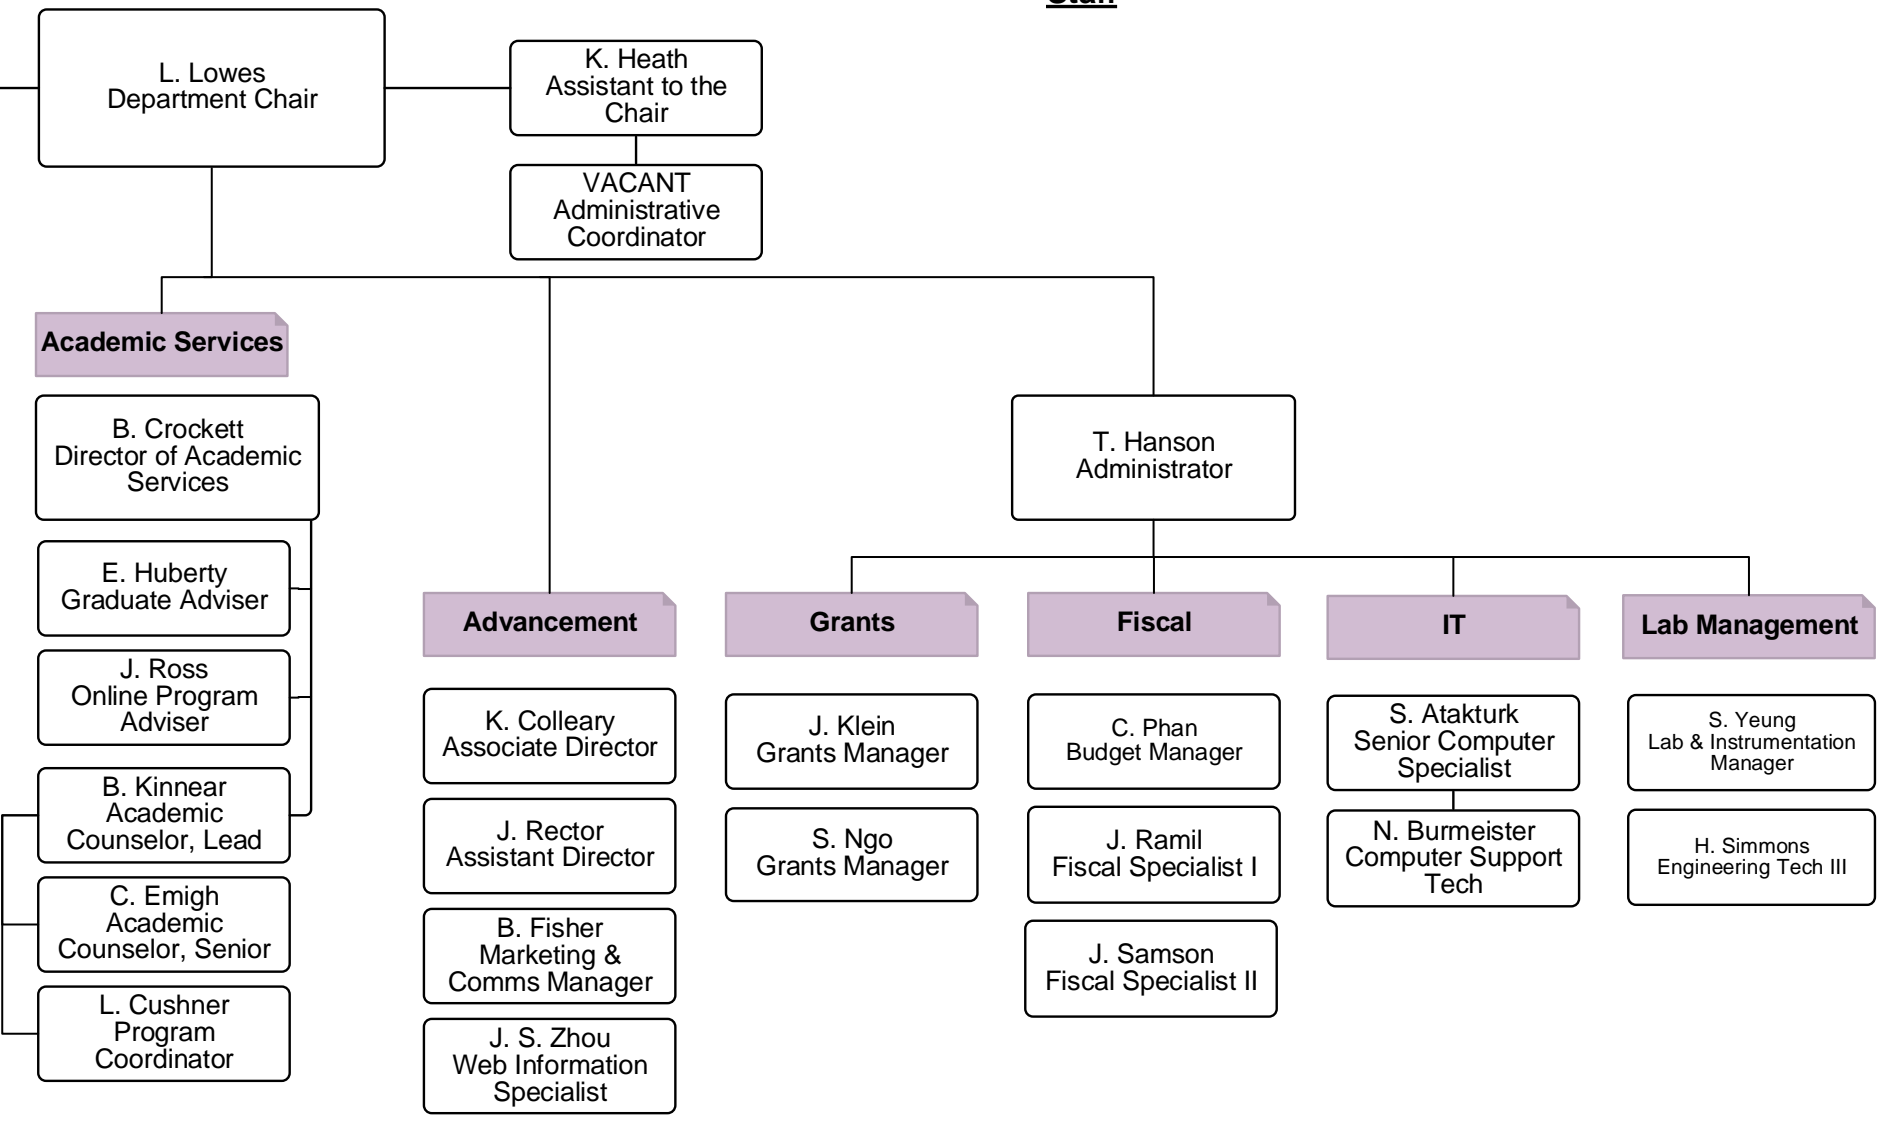 Staff
L. Lowes
Department Chair
K. Heath
Assistant to the
Chair
VACANT
Administrative
Coordinator
Academic Services
B. Crockett
Director of Academic
Services
E. Huberty
Graduate Adviser
J. Ross
Online Program
Adviser
B. Kinnear
Academic
Counselor, Lead
C. Emigh
Academic
Counselor, Senior
L. Cushner
Program
Coordinator
T. Hanson
Administrator
Advancement
K. Colleary
Associate Director
J. Rector
Assistant Director
B. Fisher
Marketing &
Comms Manager
J. S. Zhou
Web Information
Specialist
Grants
J. Klein
Grants Manager
S. Ngo
Grants Manager
Fiscal
C. Phan
Budget Manager
J. Ramil
Fiscal Specialist I
J. Samson
Fiscal Specialist II
IT
S. Atakturk
Senior Computer
Specialist
N. Burmeister
Computer Support
Tech
Lab Management
S. Yeung
Lab & Instrumentation
Manager
H. Simmons
Engineering Tech III